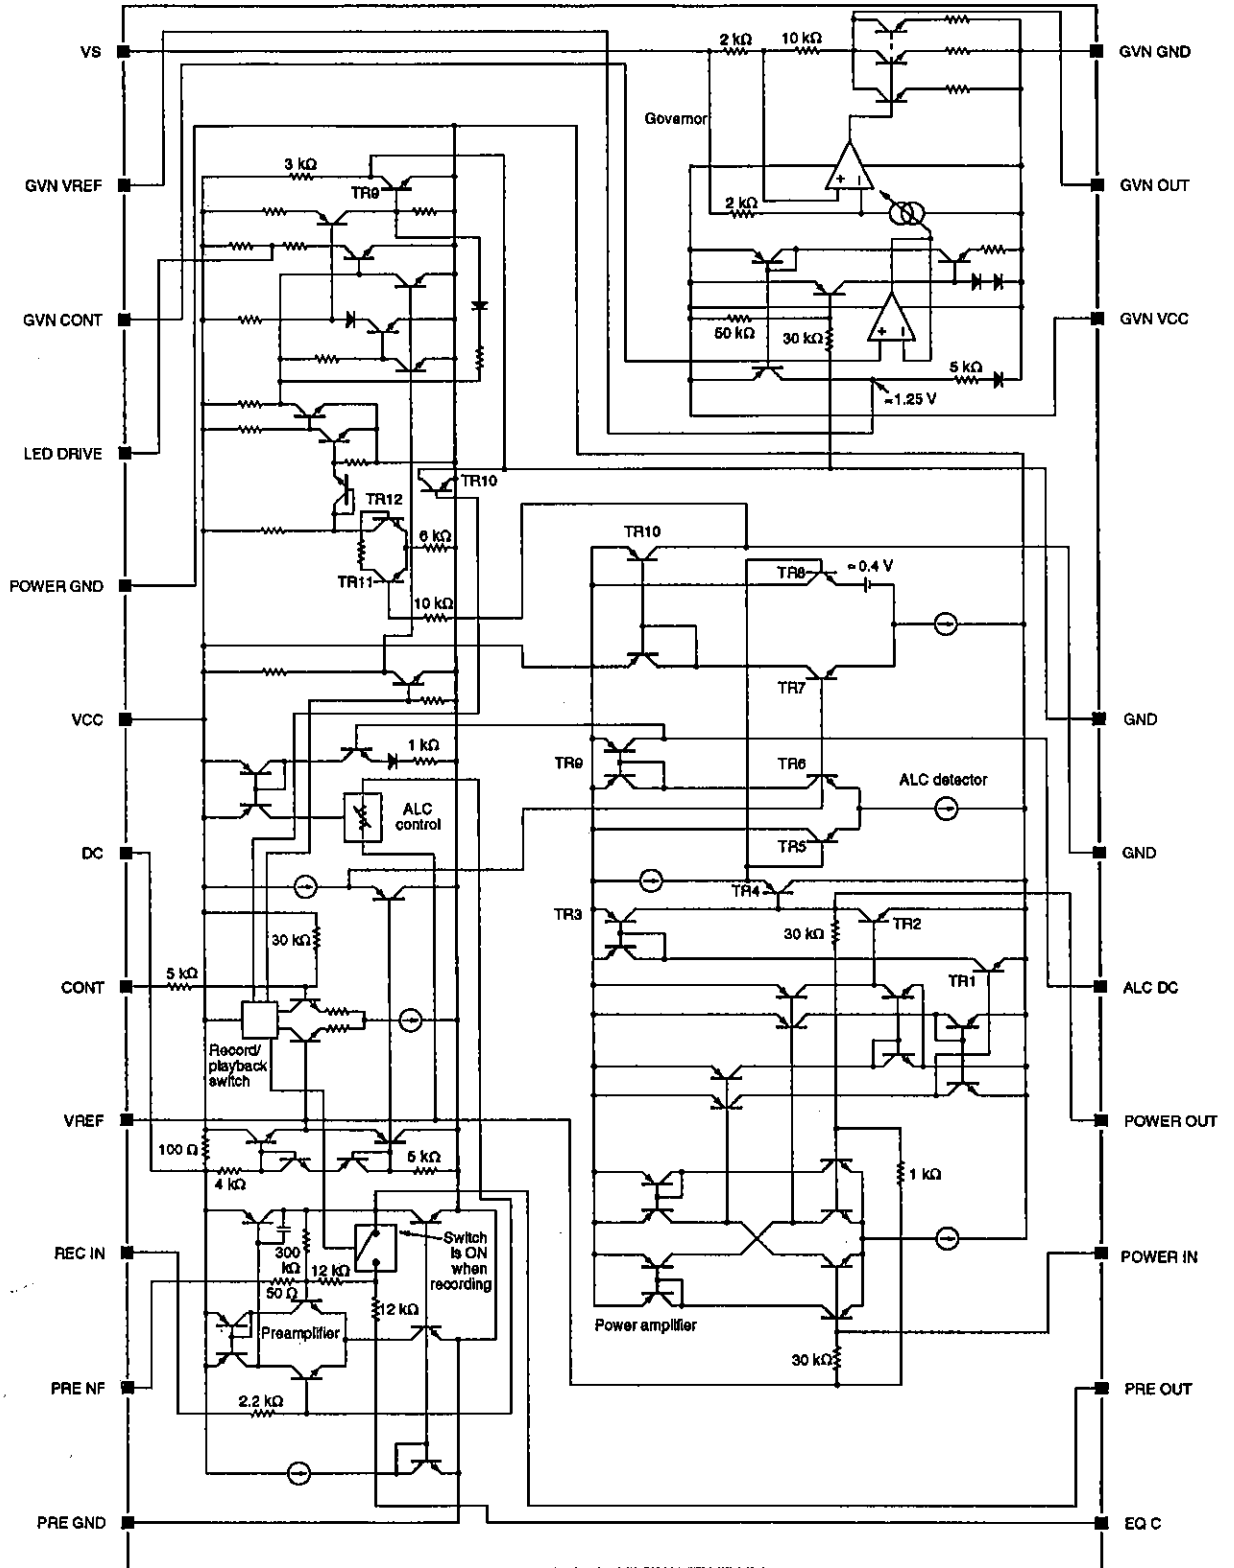 VS
2 kΩ
10 kΩ
GVN GND
Governor
3 kΩ
GVN VREF
TR9
GVN OUT
2 kΩ
GVN CONT
50 kΩ
30 kΩ
GVN VCC
5 kΩ
≈1.25 V
LED DRIVE
TR10
TR12
6 kΩ
TR10
TR8
≈ 0.4 V
TR11
POWER GND
10 kΩ
TR7
VCC
GND
1 kΩ
TR9
TR6
ALC detector
ALC
control
TR5
DC
GND
TR4
TR3
30 kΩ
TR2
30 kΩ
5 kΩ
TR1
CONT
ALC DC
Record/
playback
switch
VREF
POWER OUT
100 Ω
4 kΩ
5 kΩ
1 kΩ
REC IN
300
kΩ
12 kΩ
Switch
is ON
when
recording
POWER IN
50 Ω
12 kΩ
Preamplifier
Power amplifier
30 kΩ
PRE NF
2.2 kΩ
PRE OUT
PRE GND
EQ C